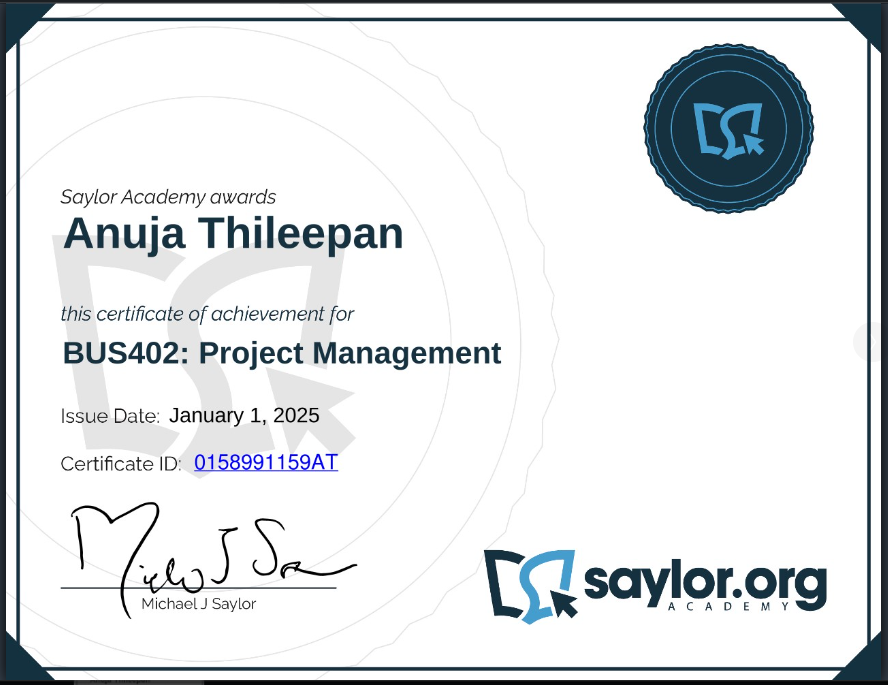 Saylor Academy awards
Anuja Thileepan
this certificate of achievement for
BUS402: Project Management
Issue Date: January 1, 2025
Certificate ID: 0158991159AT
Michael J Saylor
saylor.org
ACADEMY